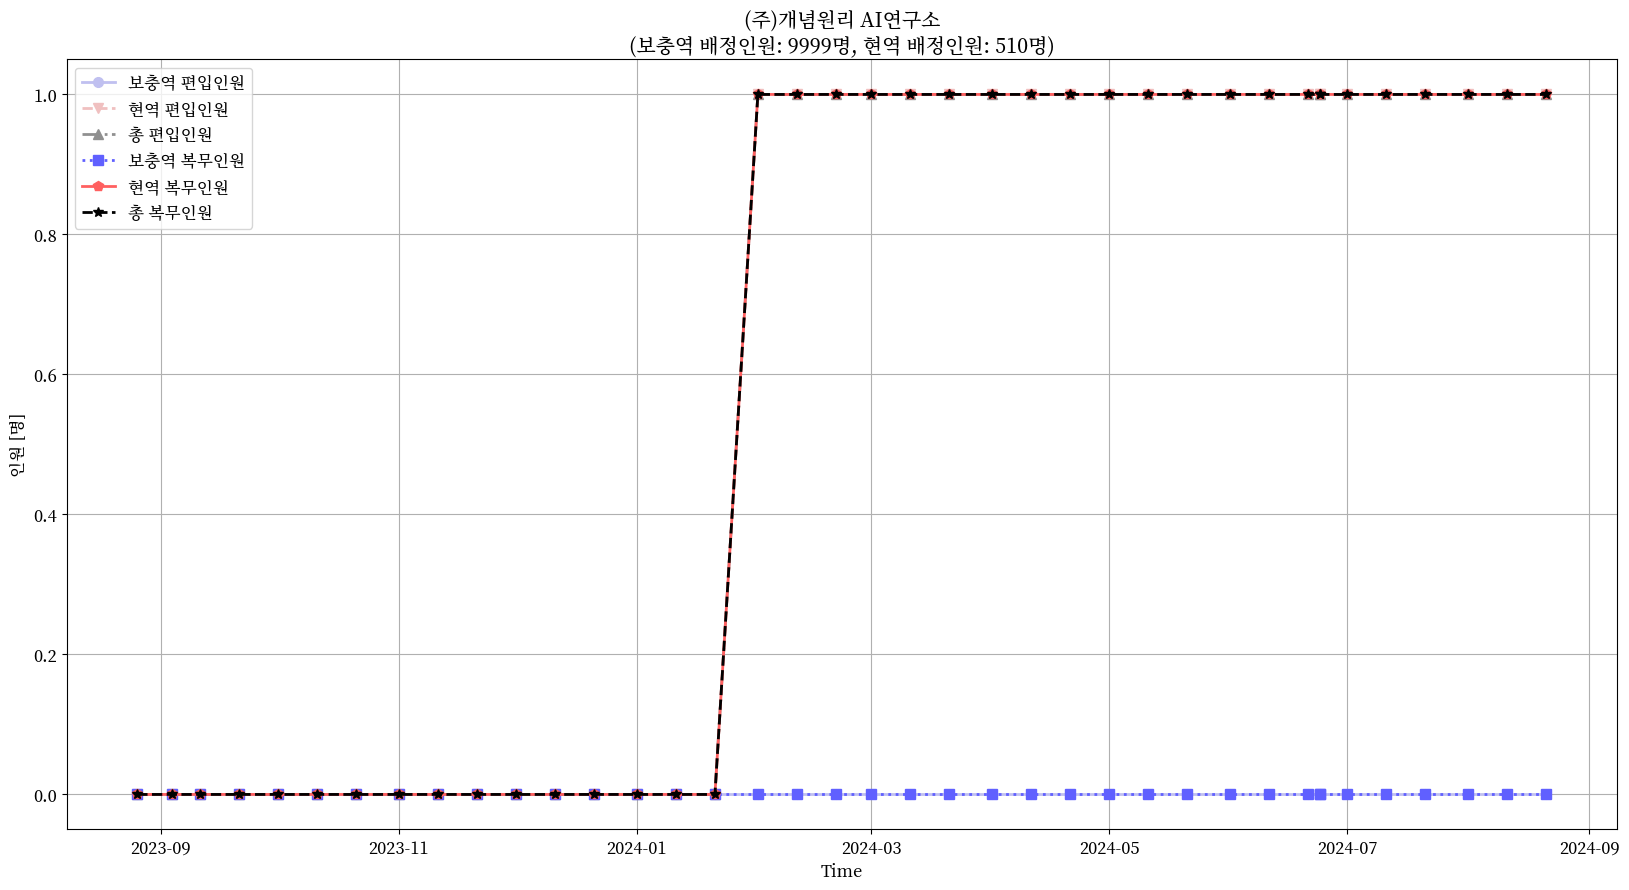 (주)개념원리 AI연구소
(보충역 배정인원: 9999명, 현역 배정인원: 510명)
보충역 편입인원
현역 편입인원
총 편입인원
보충역 복무인원
현역 복무인원
총 복무인원
1.0
0.8
0.6
0.4
0.2
0.0
인원 [명]
2023-09
2023-11
2024-01
2024-03
2024-05
2024-07
2024-09
Time